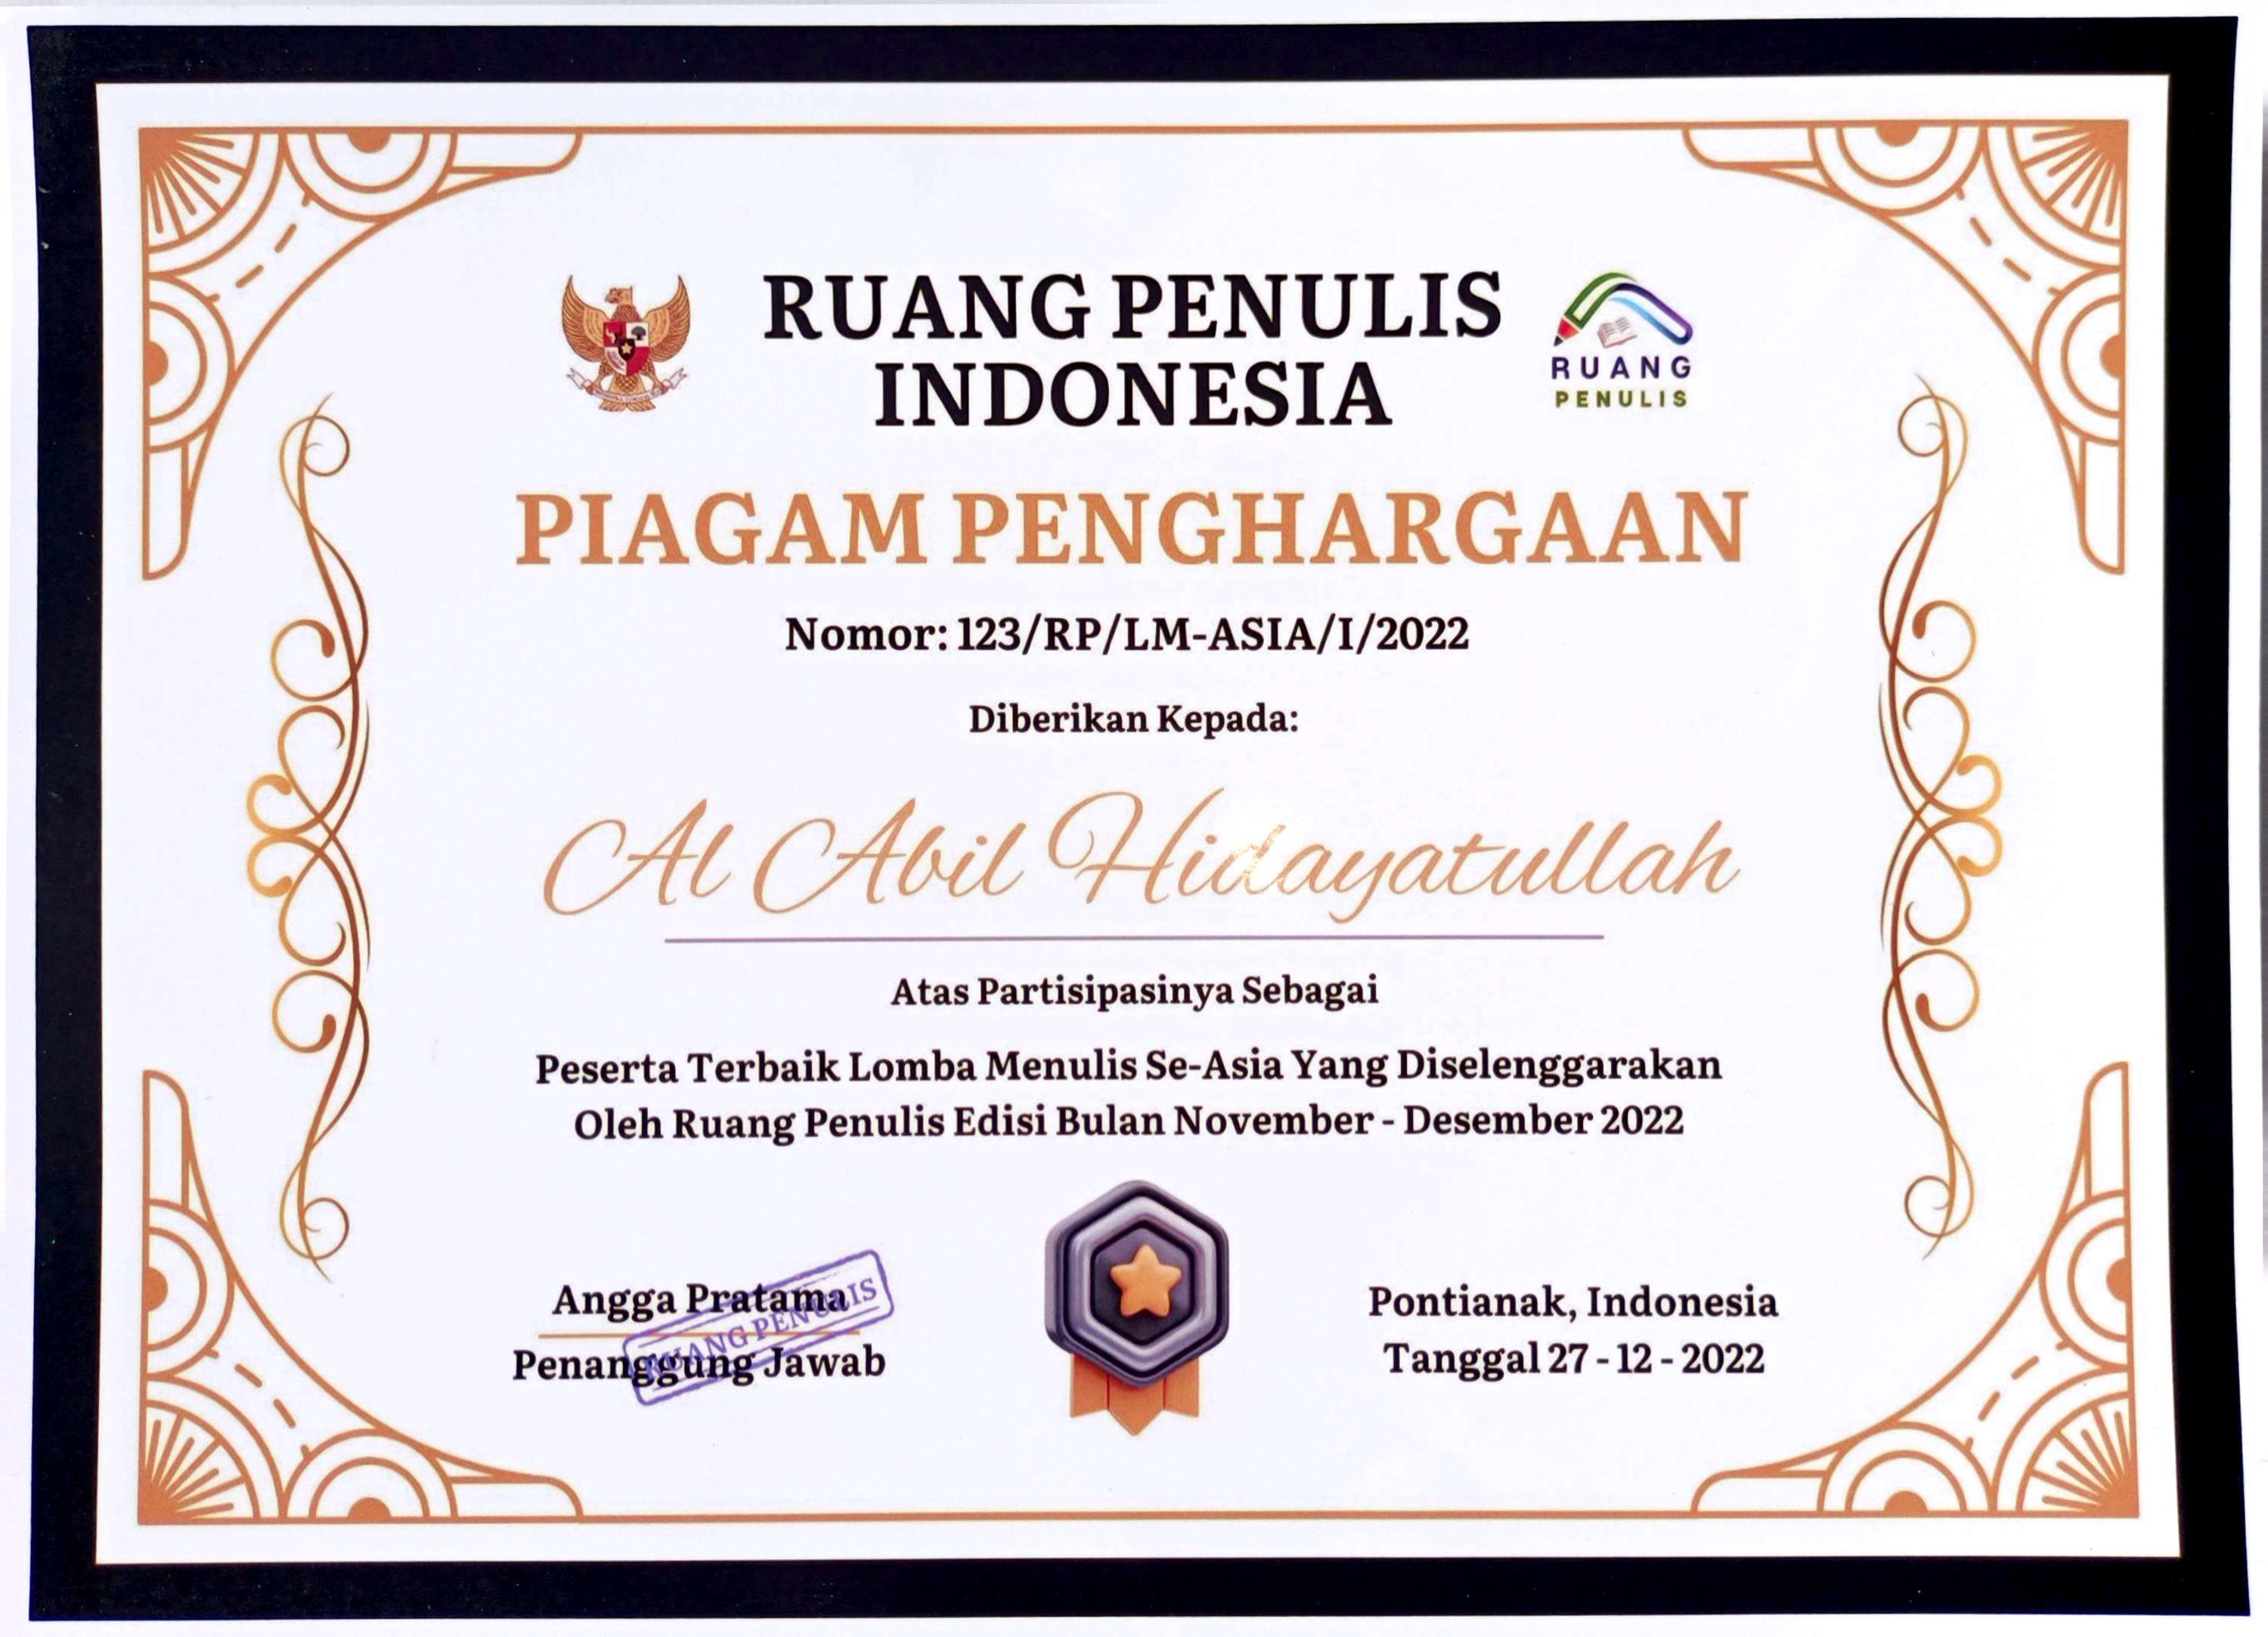 RUANG PENULIS
INDONESIA
RUANG
PENULIS
PIAGAM PENGHARGAAN
Nomor: 123/RP/LM-ASIA/I/2022
Diberikan Kepada:
Al Abil Hidayatullah
Atas Partisipasinya Sebagai
Peserta Terbaik Lomba Menulis Se-Asia Yang Diselenggarakan
Oleh Ruang Penulis Edisi Bulan November - Desember 2022
Angga Pratama
Penanggung Jawab
RUANG PENULIS
Pontianak, Indonesia
Tanggal 27 - 12 - 2022